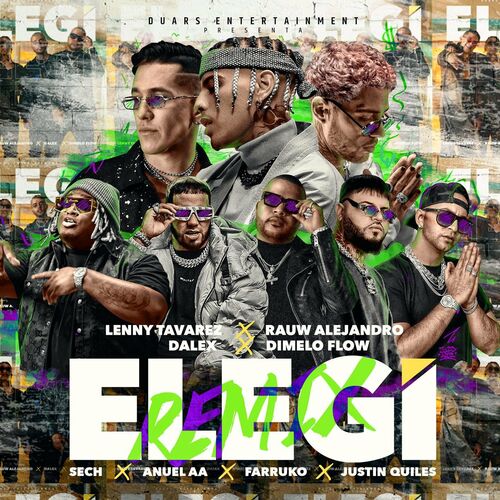 DUARS ENTERTAINMENT
PRESENTA
LENNY TAVAREZ X RAUW ALEJANDRO
DALEX X DIMELO FLOW
ELEGÍ
REMIX
SECH X ANUEL AA X FARRUKO X JUSTIN QUILES